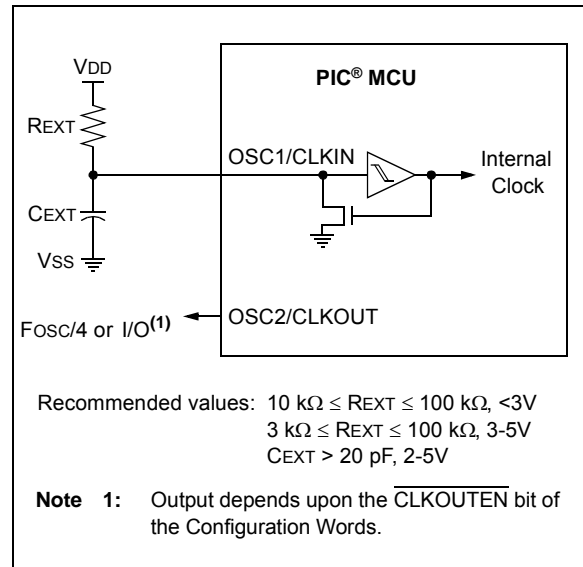 VDD
PIC® MCU
REXT
OSC1/CLKIN
Internal
Clock
CEXT
VSS
FOSC/4 or I/O(1)
OSC2/CLKOUT
Recommended values: 10 kΩ ≤ REXT ≤ 100 kΩ, <3V
3 kΩ ≤ REXT ≤ 100 kΩ, 3-5V
CEXT > 20 pF, 2-5V
Note 1: Output depends upon the CLKOUTEN bit of
the Configuration Words.